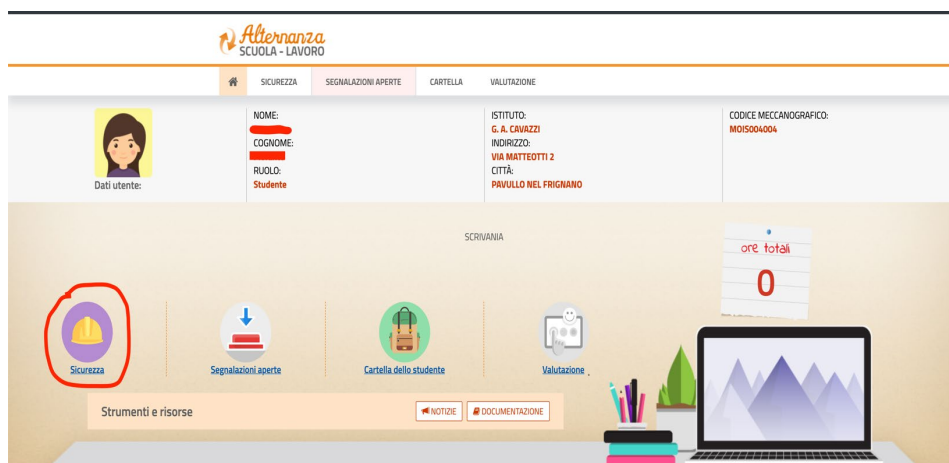 Alternanza
SCUOLA - LAVORO
SICUREZZA SEGNALAZIONI APERTE CARTELLA VALUTAZIONE
Dati utente:
NOME:
COGNOME:
RUOLO:
Studente
ISTITUTO:
G. A. CAVAZZI
INDIRIZZO:
VIA MATTEOTTI 2
CITTÀ:
PAVULLO NEL FRIGNANO
CODICE MECCANOGRAFICO:
MOIS004004
SCRIVANIA
ore totali
0
Sicurezza Segnalazioni aperte Cartella dello studente Valutazione
Strumenti e risorse NOTIZIE DOCUMENTAZIONE